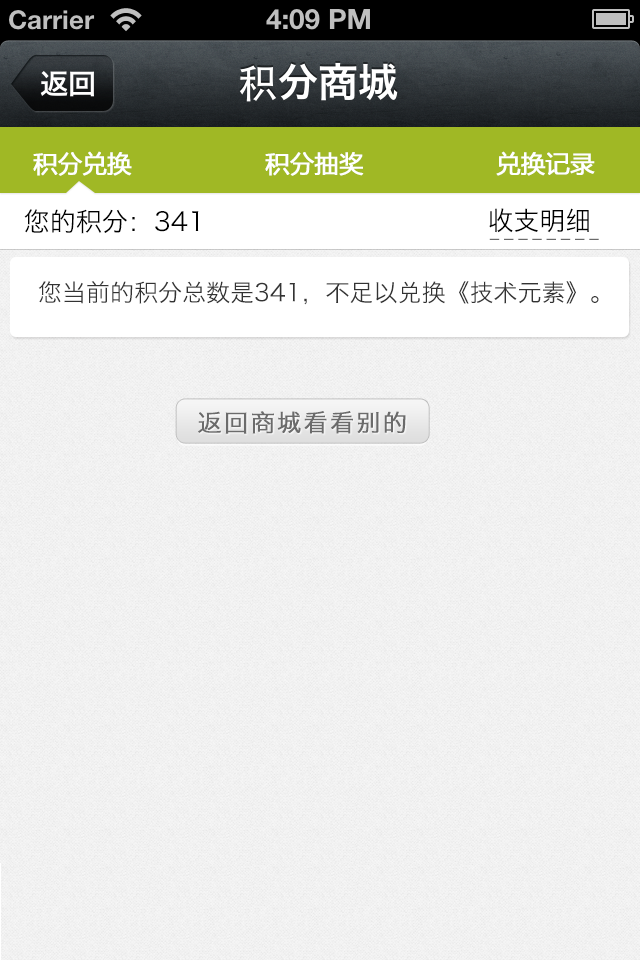 Carrier 4:09 PM
返回 积分商城
积分兑换 积分抽奖 兑换记录
您的积分：341 收支明细
您当前的积分总数是341，不足以兑换《技术元素》。
返回商城看看别的